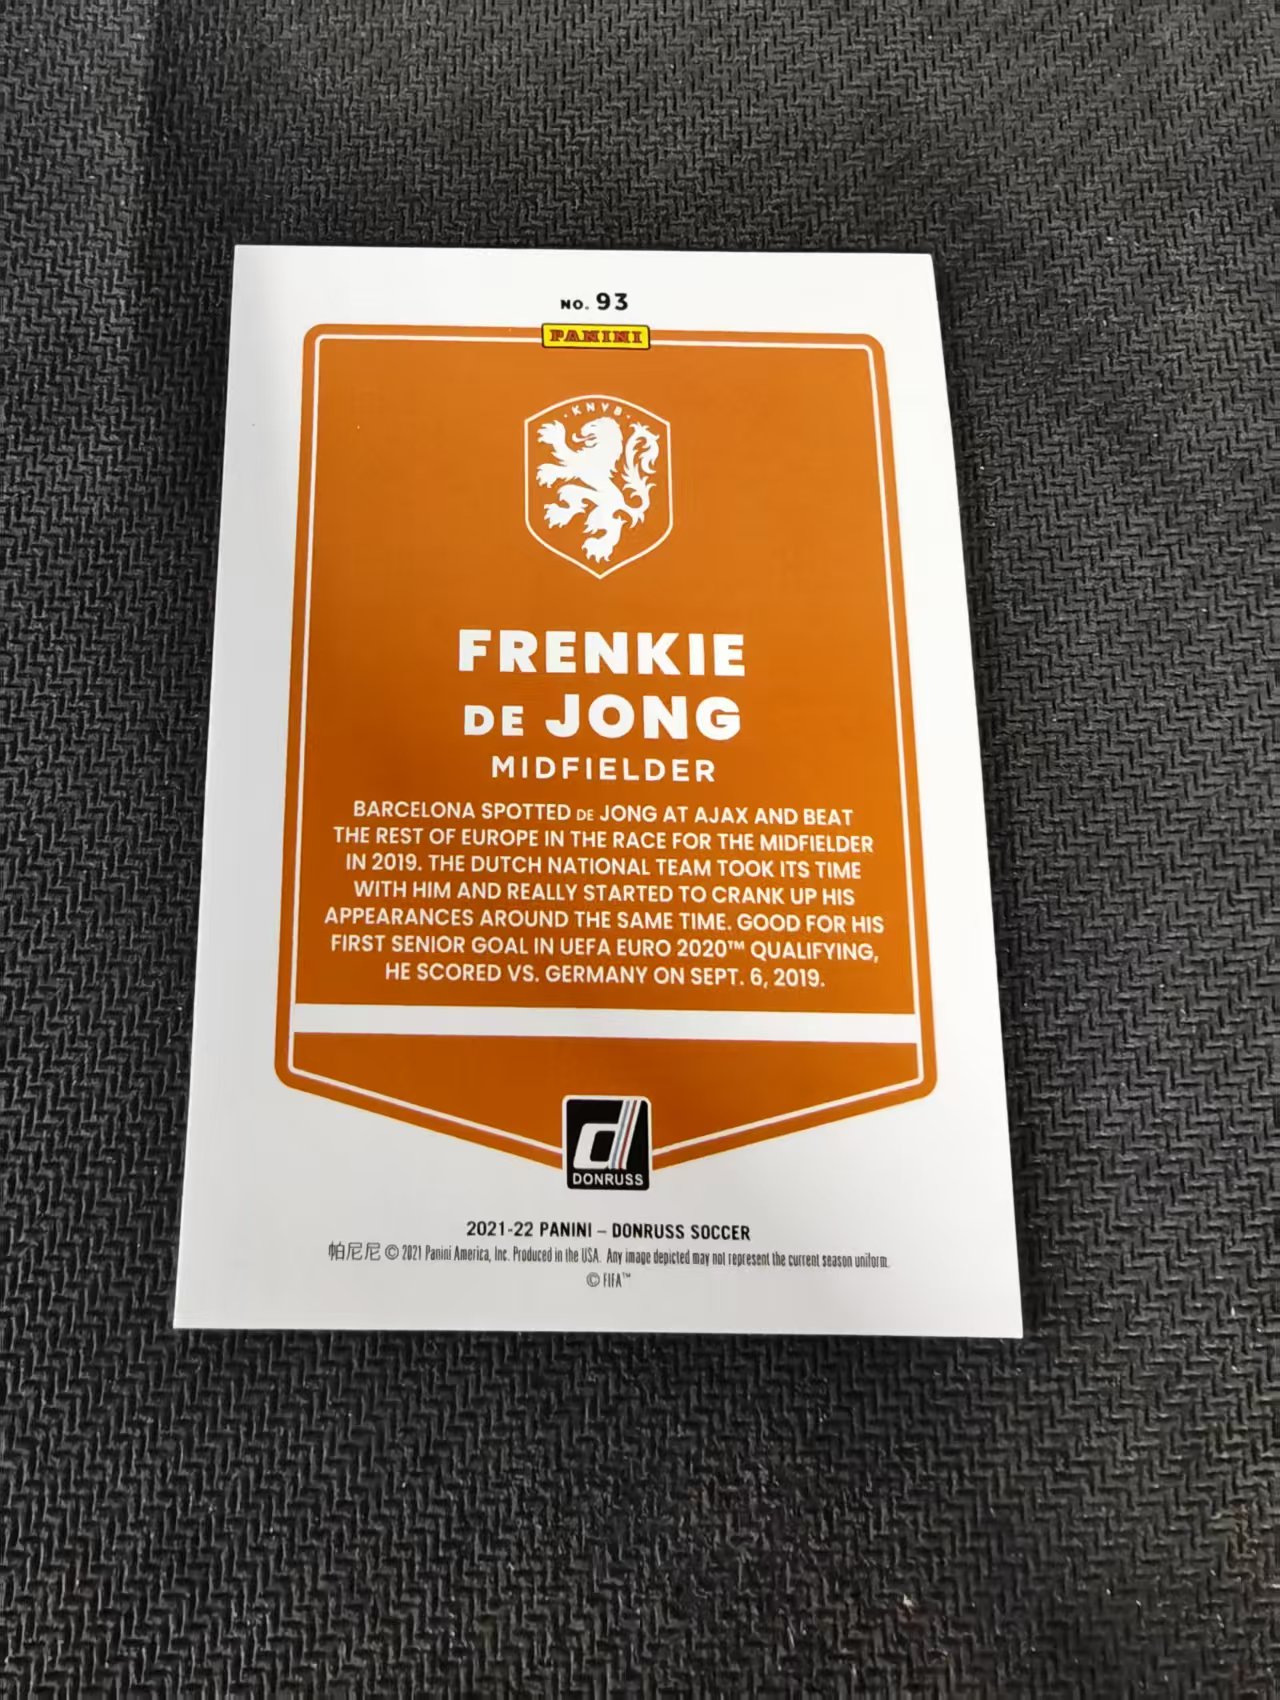 NO. 93
PANINI
·KNVB·
FRENKIE
DE JONG
MIDFIELDER
BARCELONA SPOTTED DE JONG AT AJAX AND BEAT
THE REST OF EUROPE IN THE RACE FOR THE MIDFIELDER
IN 2019. THE DUTCH NATIONAL TEAM TOOK ITS TIME
WITH HIM AND REALLY STARTED TO CRANK UP HIS
APPEARANCES AROUND THE SAME TIME. GOOD FOR HIS
FIRST SENIOR GOAL IN UEFA EURO 2020™ QUALIFYING,
HE SCORED VS. GERMANY ON SEPT. 6, 2019.
d
DONRUSS
2021-22 PANINI – DONRUSS SOCCER
帕尼尼 © 2021 Panini America, Inc. Produced in the USA. Any image depicted may not represent the current season uniform.
© FIFA™